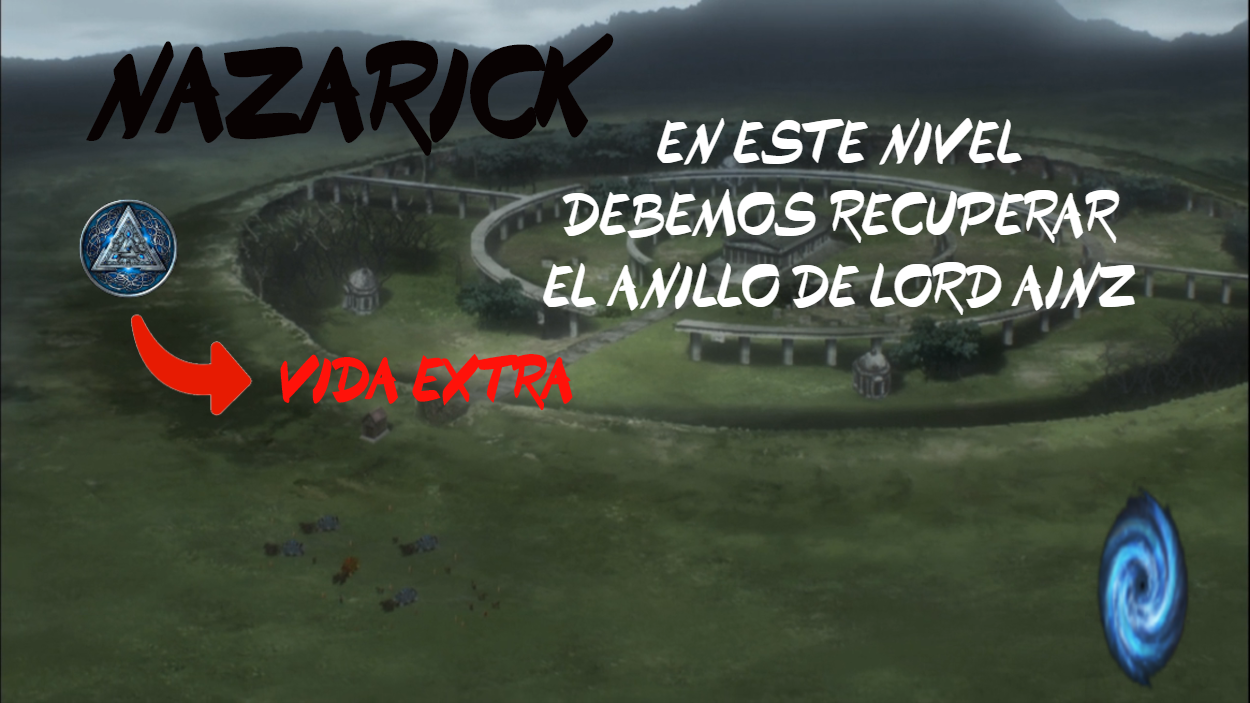 NAZARICK
EN ESTE NIVEL
DEBEMOS RECUPERAR
EL ANILLO DE LORD AINZ
VIDA EXTRA